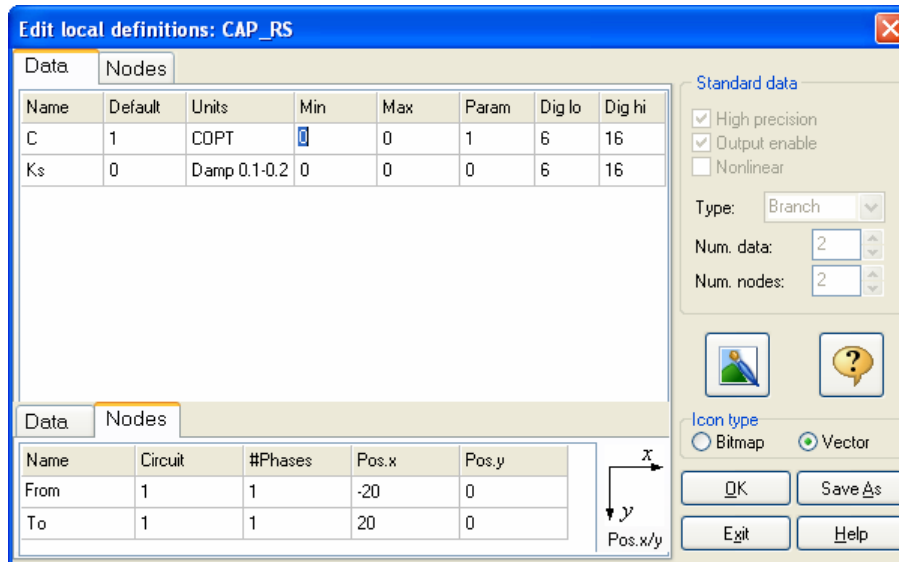 Edit local definitions: CAP_RS
Data Nodes
Name Default Units Min Max Param Dig lo Dig hi
C 1 COPT 0 0 1 6 16
Ks 0 Damp 0.1-0.2 0 0 0 6 16
Standard data
High precision
Output enable
Nonlinear
Type: Branch
Num. data: 2
Num. nodes: 2
?
Data Nodes
Name Circuit #Phases Pos.x Pos.y
From 1 1 -20 0
To 1 1 20 0
x
y
Pos.x/y
Icon type
Bitmap Vector
OK Save As
Exit Help